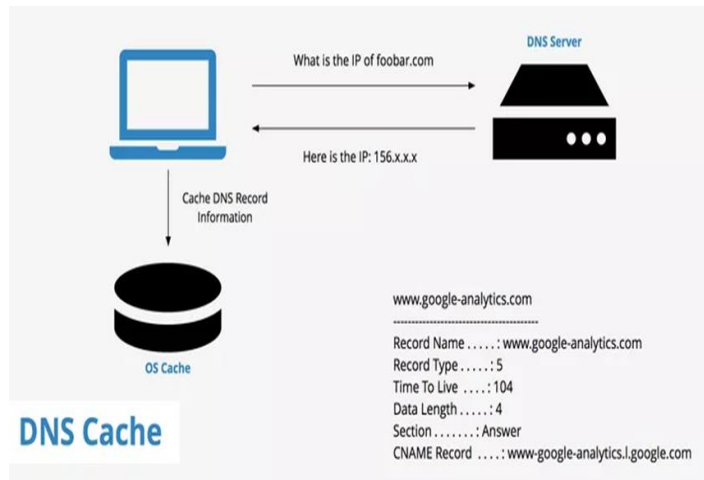 DNS Server
What is the IP of foobar.com
Here is the IP: 156.x.x.x
Cache DNS Record
Information
OS Cache
DNS Cache
www.google-analytics.com
----------------------------------------
Record Name . . . . . : www.google-analytics.com
Record Type . . . . . : 5
Time To Live . . . . : 104
Data Length . . . . . : 4
Section . . . . . . . : Answer
CNAME Record . . . . : www-google-analytics.l.google.com